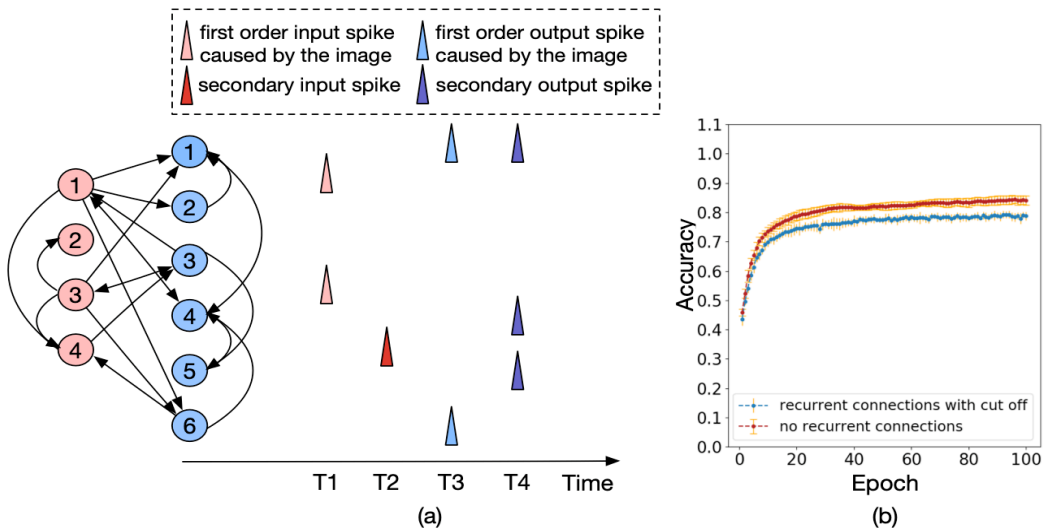 first order input spike
caused by the image
first order output spike
caused by the image
secondary input spike
secondary output spike
1
2
3
4
1
2
3
4
5
6
T1 T2 T3 T4 Time
(a)
1.1
1.0
0.9
0.8
0.7
0.6
0.5
0.4
0.3
0.2
0.1
0.0
Accuracy
recurrent connections with cut off
no recurrent connections
0 20 40 60 80 100
Epoch
(b)